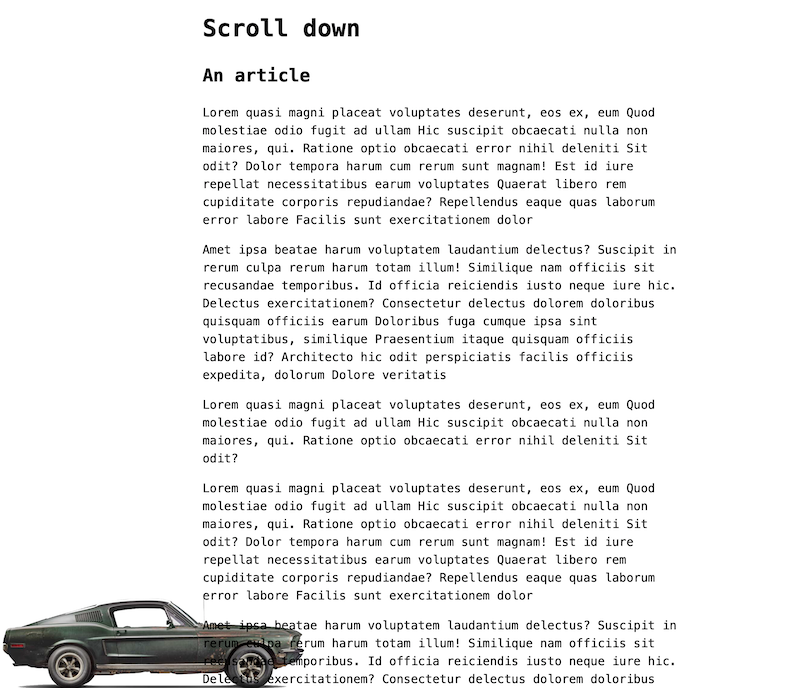 Scroll down
An article
Lorem quasi magni placeat voluptates deserunt, eos ex, eum Quod
molestiae odio fugit ad ullam Hic suscipit obcaecati nulla non
maiores, qui. Ratione optio obcaecati error nihil deleniti Sit
odit? Dolor tempora harum cum rerum sunt magnam! Est id iure
repellat necessitatibus earum voluptates Quaerat libero rem
cupiditate corporis repudiandae? Repellendus eaque quas laborum
error labore Facilis sunt exercitationem dolor
Amet ipsa beatae harum voluptatem laudantium delectus? Suscipit in
rerum culpa rerum harum totam illum! Similique nam officiis sit
recusandae temporibus. Id officia reiciendis iusto neque iure hic.
Delectus exercitationem? Consectetur delectus dolorem doloribus
quisquam officiis earum Doloribus fuga cumque ipsa sint
voluptatibus, similique Praesentium itaque quisquam officiis
labore id? Architecto hic odit perspiciatis facilis officiis
expedita, dolorum Dolore veritatis
Lorem quasi magni placeat voluptates deserunt, eos ex, eum Quod
molestiae odio fugit ad ullam Hic suscipit obcaecati nulla non
maiores, qui. Ratione optio obcaecati error nihil deleniti Sit
odit?
Lorem quasi magni placeat voluptates deserunt, eos ex, eum Quod
molestiae odio fugit ad ullam Hic suscipit obcaecati nulla non
maiores, qui. Ratione optio obcaecati error nihil deleniti Sit
odit? Dolor tempora harum cum rerum sunt magnam! Est id iure
repellat necessitatibus earum voluptates Quaerat libero rem
cupiditate corporis repudiandae? Repellendus eaque quas laborum
error labore Facilis sunt exercitationem dolor
Amet ipsa beatae harum voluptatem laudantium delectus? Suscipit in
rerum culpa rerum harum totam illum! Similique nam officiis sit
recusandae temporibus. Id officia reiciendis iusto neque iure hic.
Delectus exercitationem? Consectetur delectus dolorem doloribus